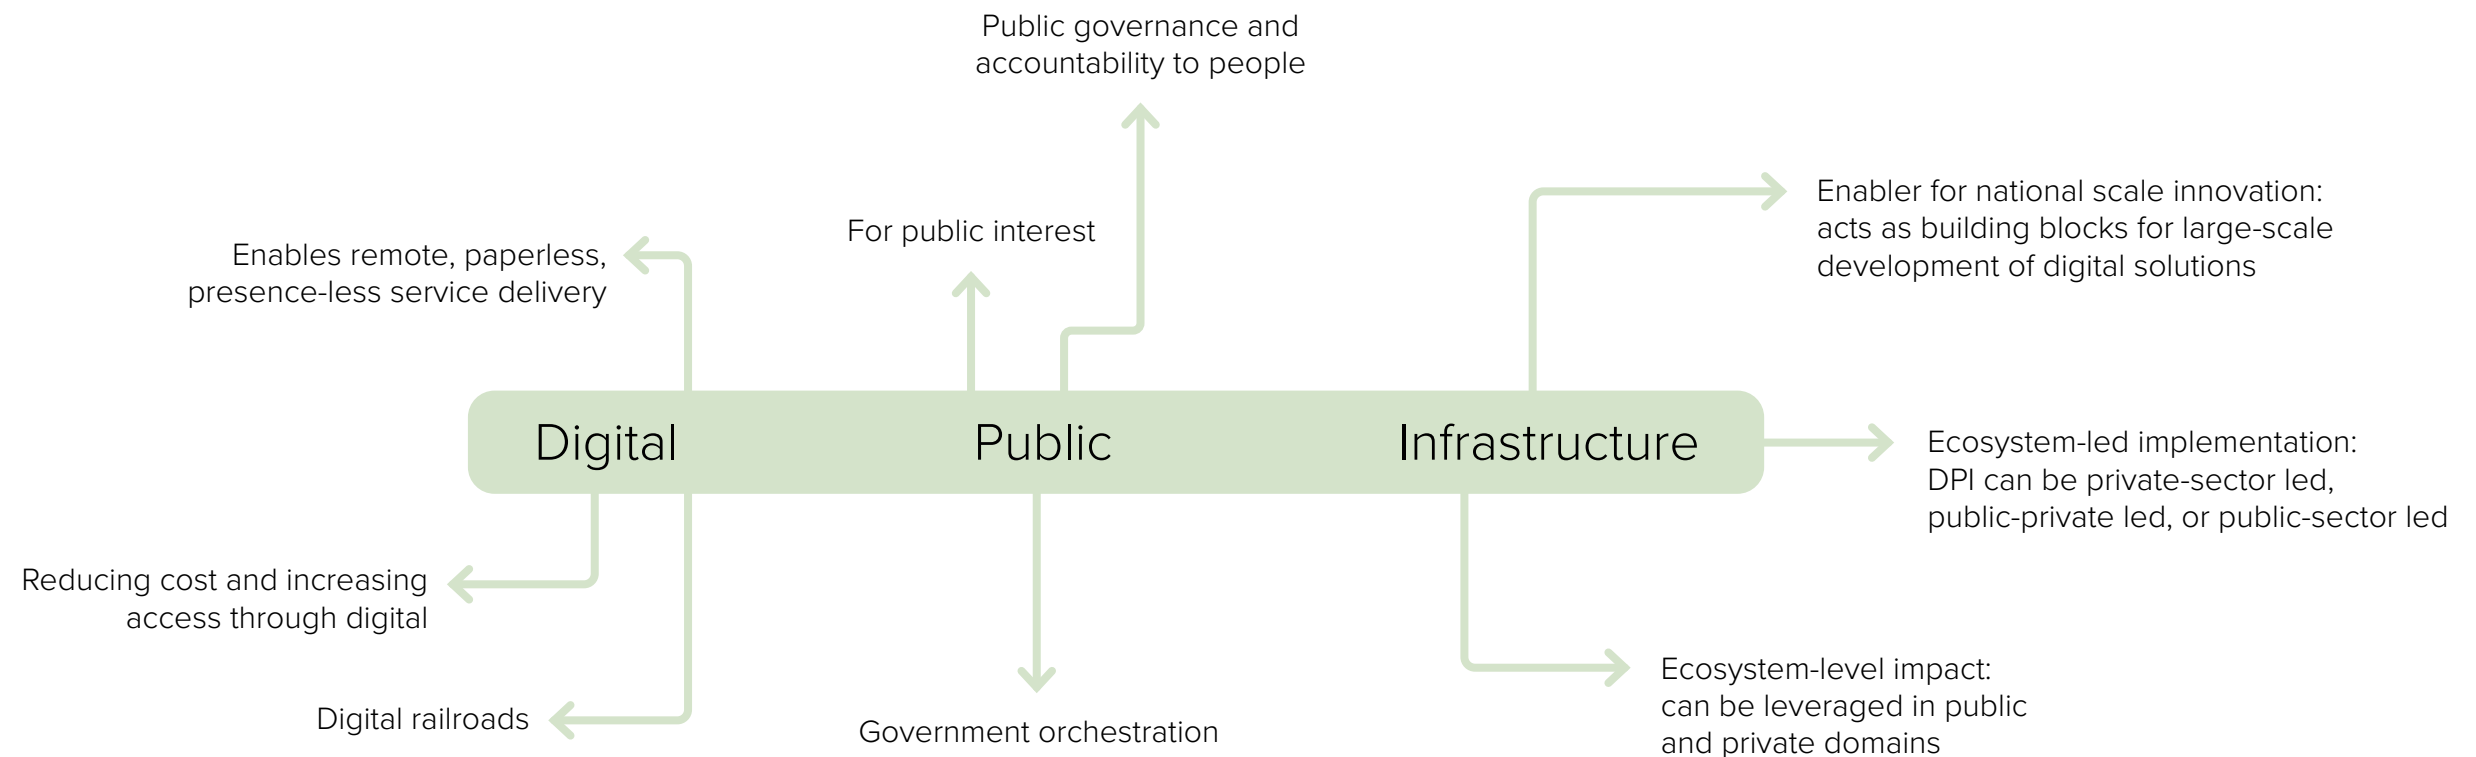 Public governance and
accountability to people
For public interest
Enables remote, paperless,
presence-less service delivery
Enabler for national scale innovation:
acts as building blocks for large-scale
development of digital solutions
Digital Public Infrastructure
Ecosystem-led implementation:
DPI can be private-sector led,
public-private led, or public-sector led
Reducing cost and increasing
access through digital
Digital railroads
Government orchestration
Ecosystem-level impact:
can be leveraged in public
and private domains